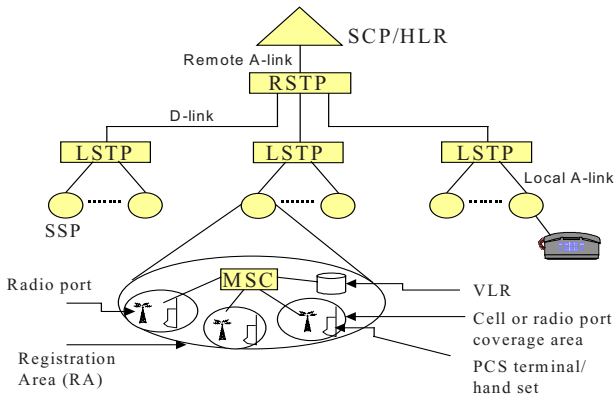 SCP/HLR
Remote A-link
RSTP
D-link
LSTP
LSTP
LSTP
Local A-link
SSP
MSC
Radio port
VLR
Cell or radio port
coverage area
Registration
Area (RA)
PCS terminal/
hand set